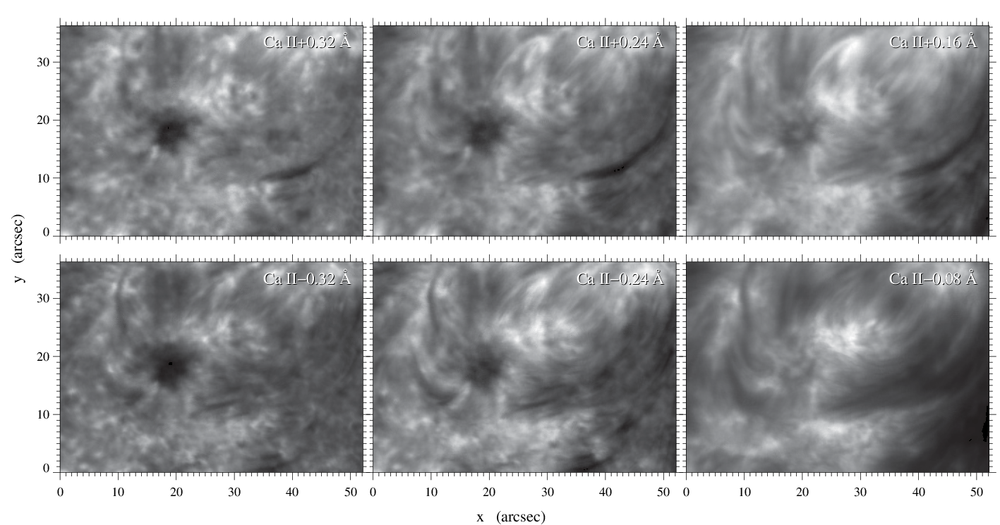 Ca II+0.32 Å Ca II+0.24 Å Ca II+0.16 Å
30
20
10
0
Ca II−0.32 Å Ca II−0.24 Å Ca II−0.08 Å
30
20
10
0
0 10 20 30 40 50 0 10 20 30 40 50 0 10 20 30 40 50
y (arcsec)
x (arcsec)